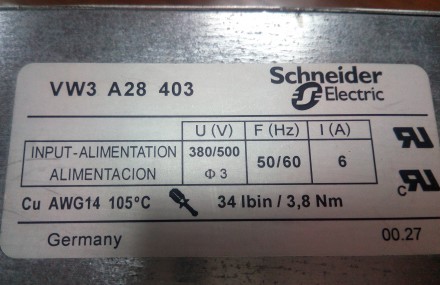 VW3 A28 403
Schneider
Electric
U (V) F (Hz) I (A)
INPUT-ALIMENTATION
ALIMENTACION
380/500
Φ 3
50/60
6
Cu AWG14 105°C
34 lbin / 3,8 Nm
Germany
00.27
c